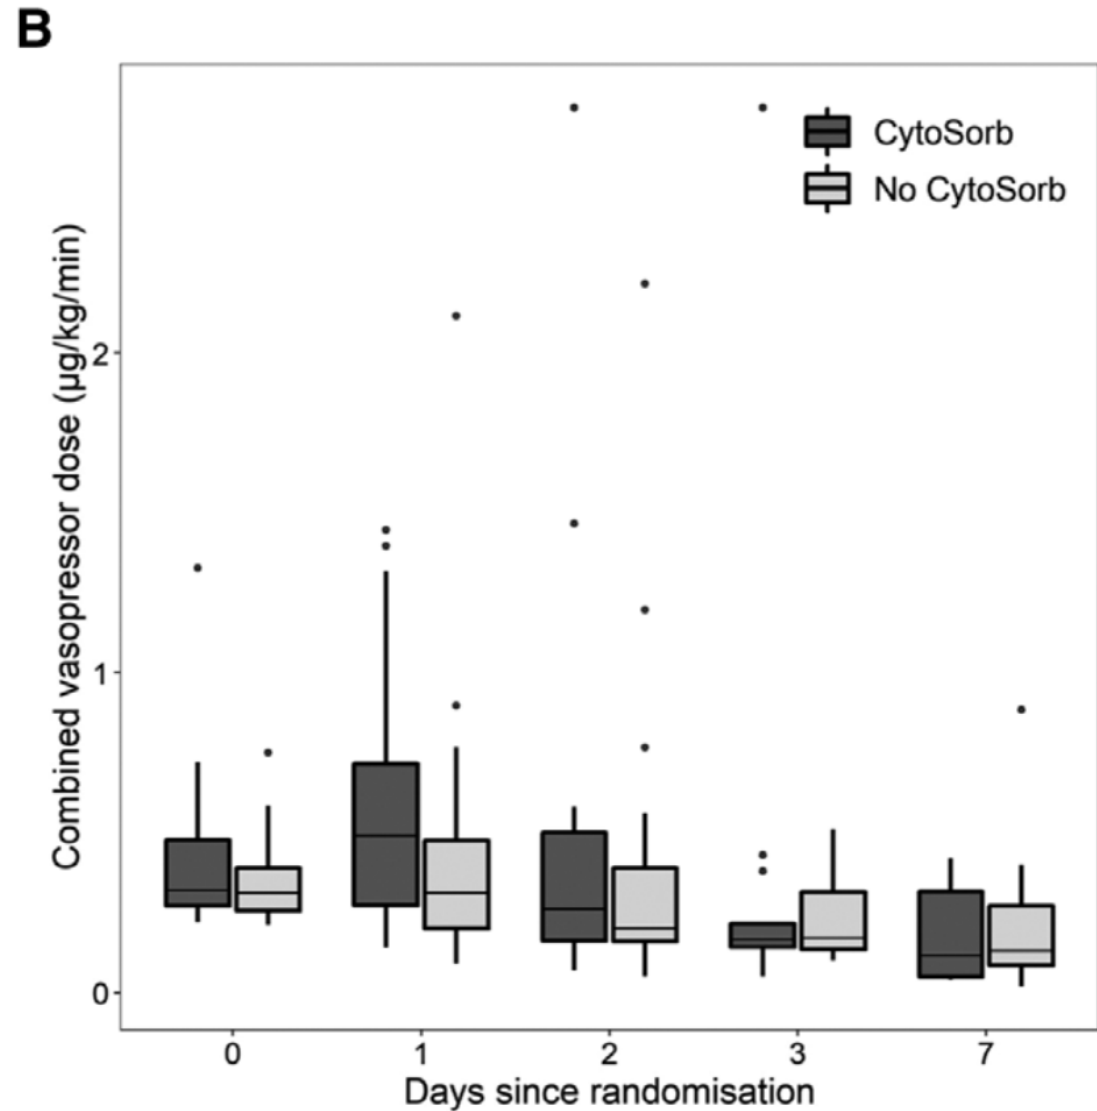 B
CytoSorb
No CytoSorb
Combined vasopressor dose (µg/kg/min)
2
1
0
0 1 2 3 7
Days since randomisation